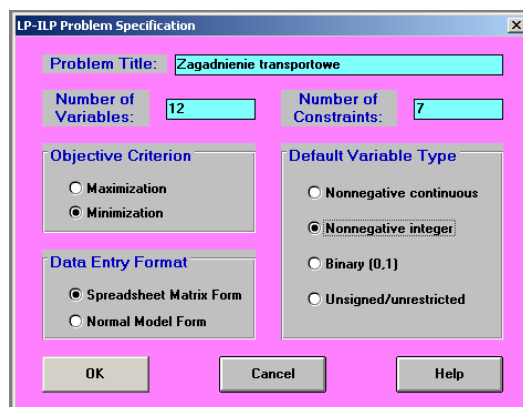 LP-ILP Problem Specification
Problem Title: Zagadnienie transportowe
Number of Variables: 12
Number of Constraints: 7
Objective Criterion
Maximization
Minimization
Data Entry Format
Spreadsheet Matrix Form
Normal Model Form
Default Variable Type
Nonnegative continuous
Nonnegative integer
Binary (0,1)
Unsigned/unrestricted
OK
Cancel
Help